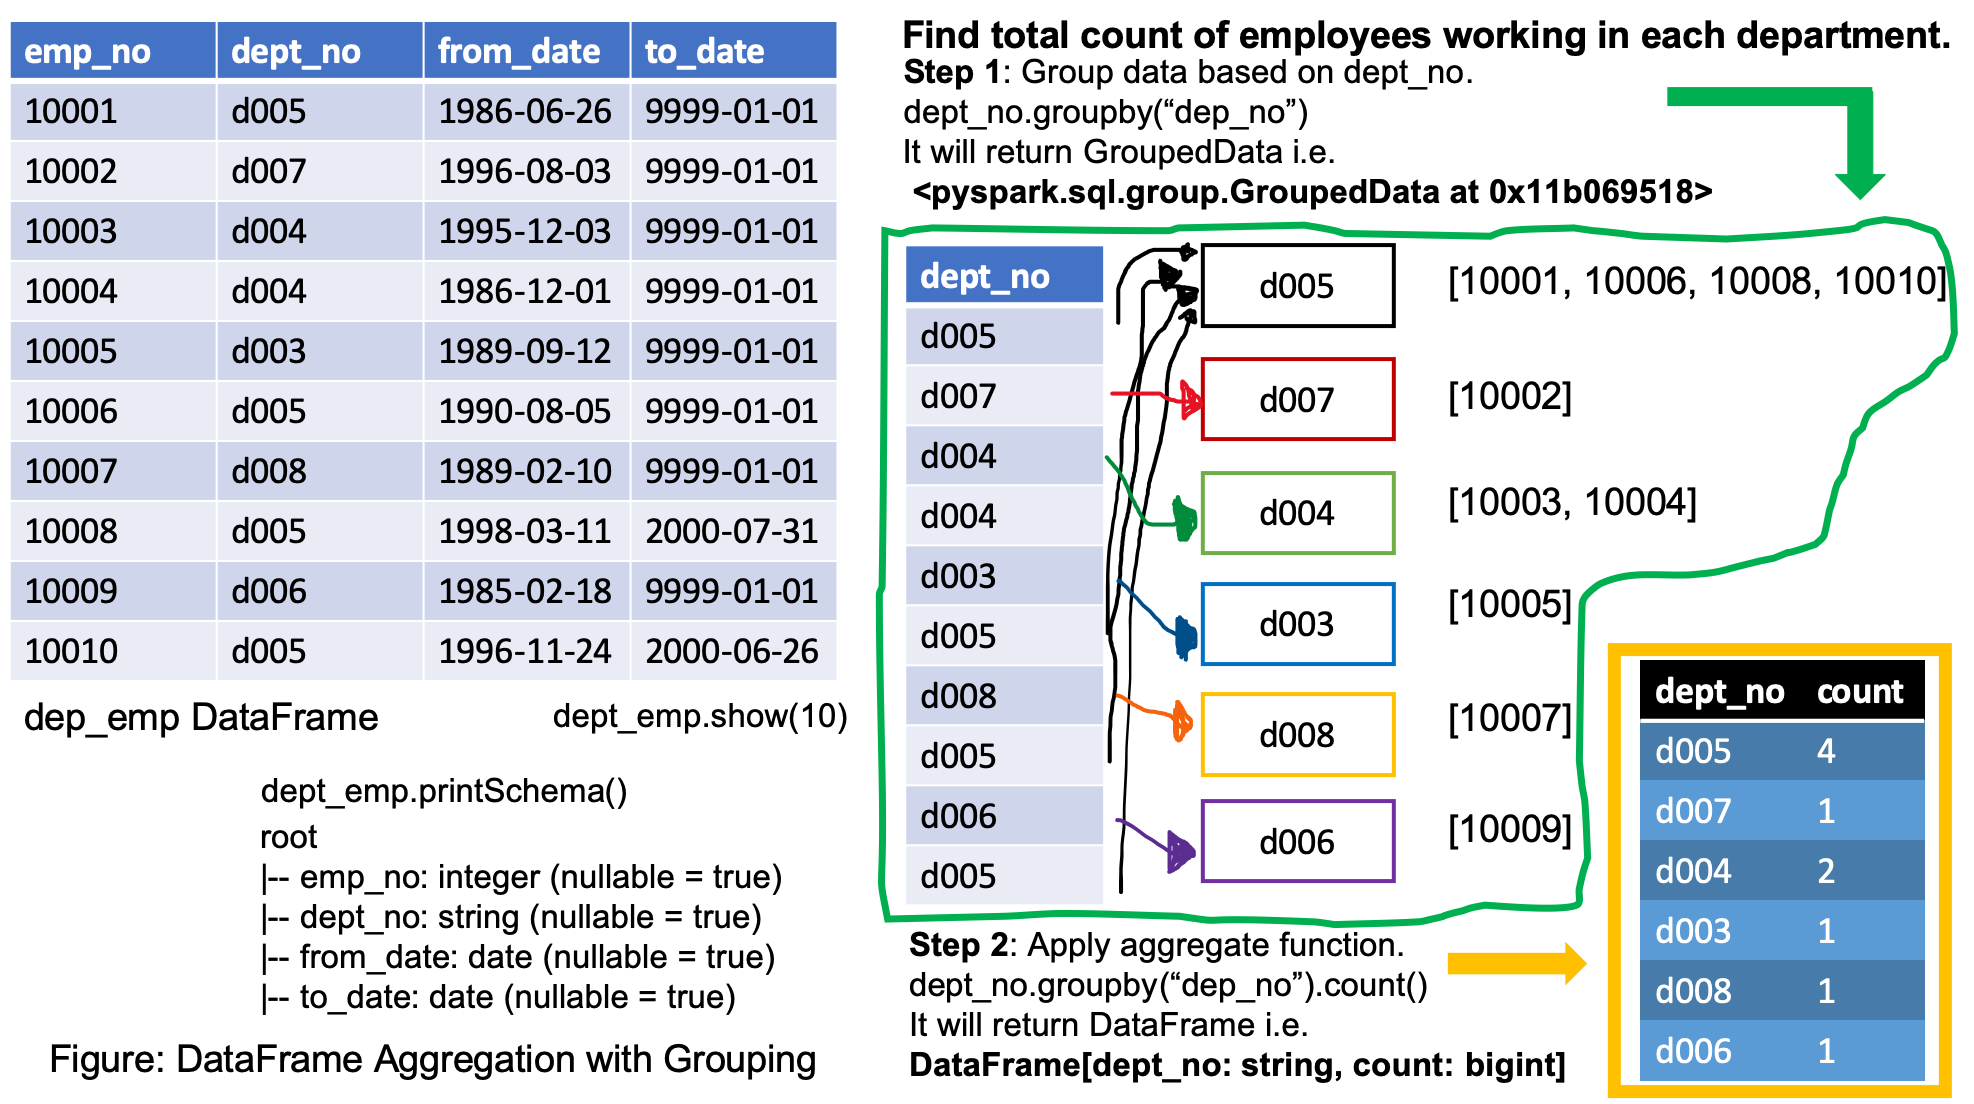 emp_no dept_no from_date to_date
10001 d005 1986-06-26 9999-01-01
10002 d007 1996-08-03 9999-01-01
10003 d004 1995-12-03 9999-01-01
10004 d004 1986-12-01 9999-01-01
10005 d003 1989-09-12 9999-01-01
10006 d005 1990-08-05 9999-01-01
10007 d008 1989-02-10 9999-01-01
10008 d005 1998-03-11 2000-07-31
10009 d006 1985-02-18 9999-01-01
10010 d005 1996-11-24 2000-06-26
dep_emp DataFrame
dept_emp.show(10)
dept_emp.printSchema()
root
|-- emp_no: integer (nullable = true)
|-- dept_no: string (nullable = true)
|-- from_date: date (nullable = true)
|-- to_date: date (nullable = true)
Figure: DataFrame Aggregation with Grouping
Find total count of employees working in each department.
Step 1: Group data based on dept_no.
dept_no.groupby(“dep_no”)
It will return GroupedData i.e.
<pyspark.sql.group.GroupedData at 0x11b069518>
dept_no
d005
d007
d004
d004
d003
d005
d008
d005
d006
d005
d005 [10001, 10006, 10008, 10010]
d007 [10002]
d004 [10003, 10004]
d003 [10005]
d008 [10007]
d006 [10009]
Step 2: Apply aggregate function.
dept_no.groupby(“dep_no”).count()
It will return DataFrame i.e.
DataFrame[dept_no: string, count: bigint]
dept_no count
d005 4
d007 1
d004 2
d003 1
d008 1
d006 1